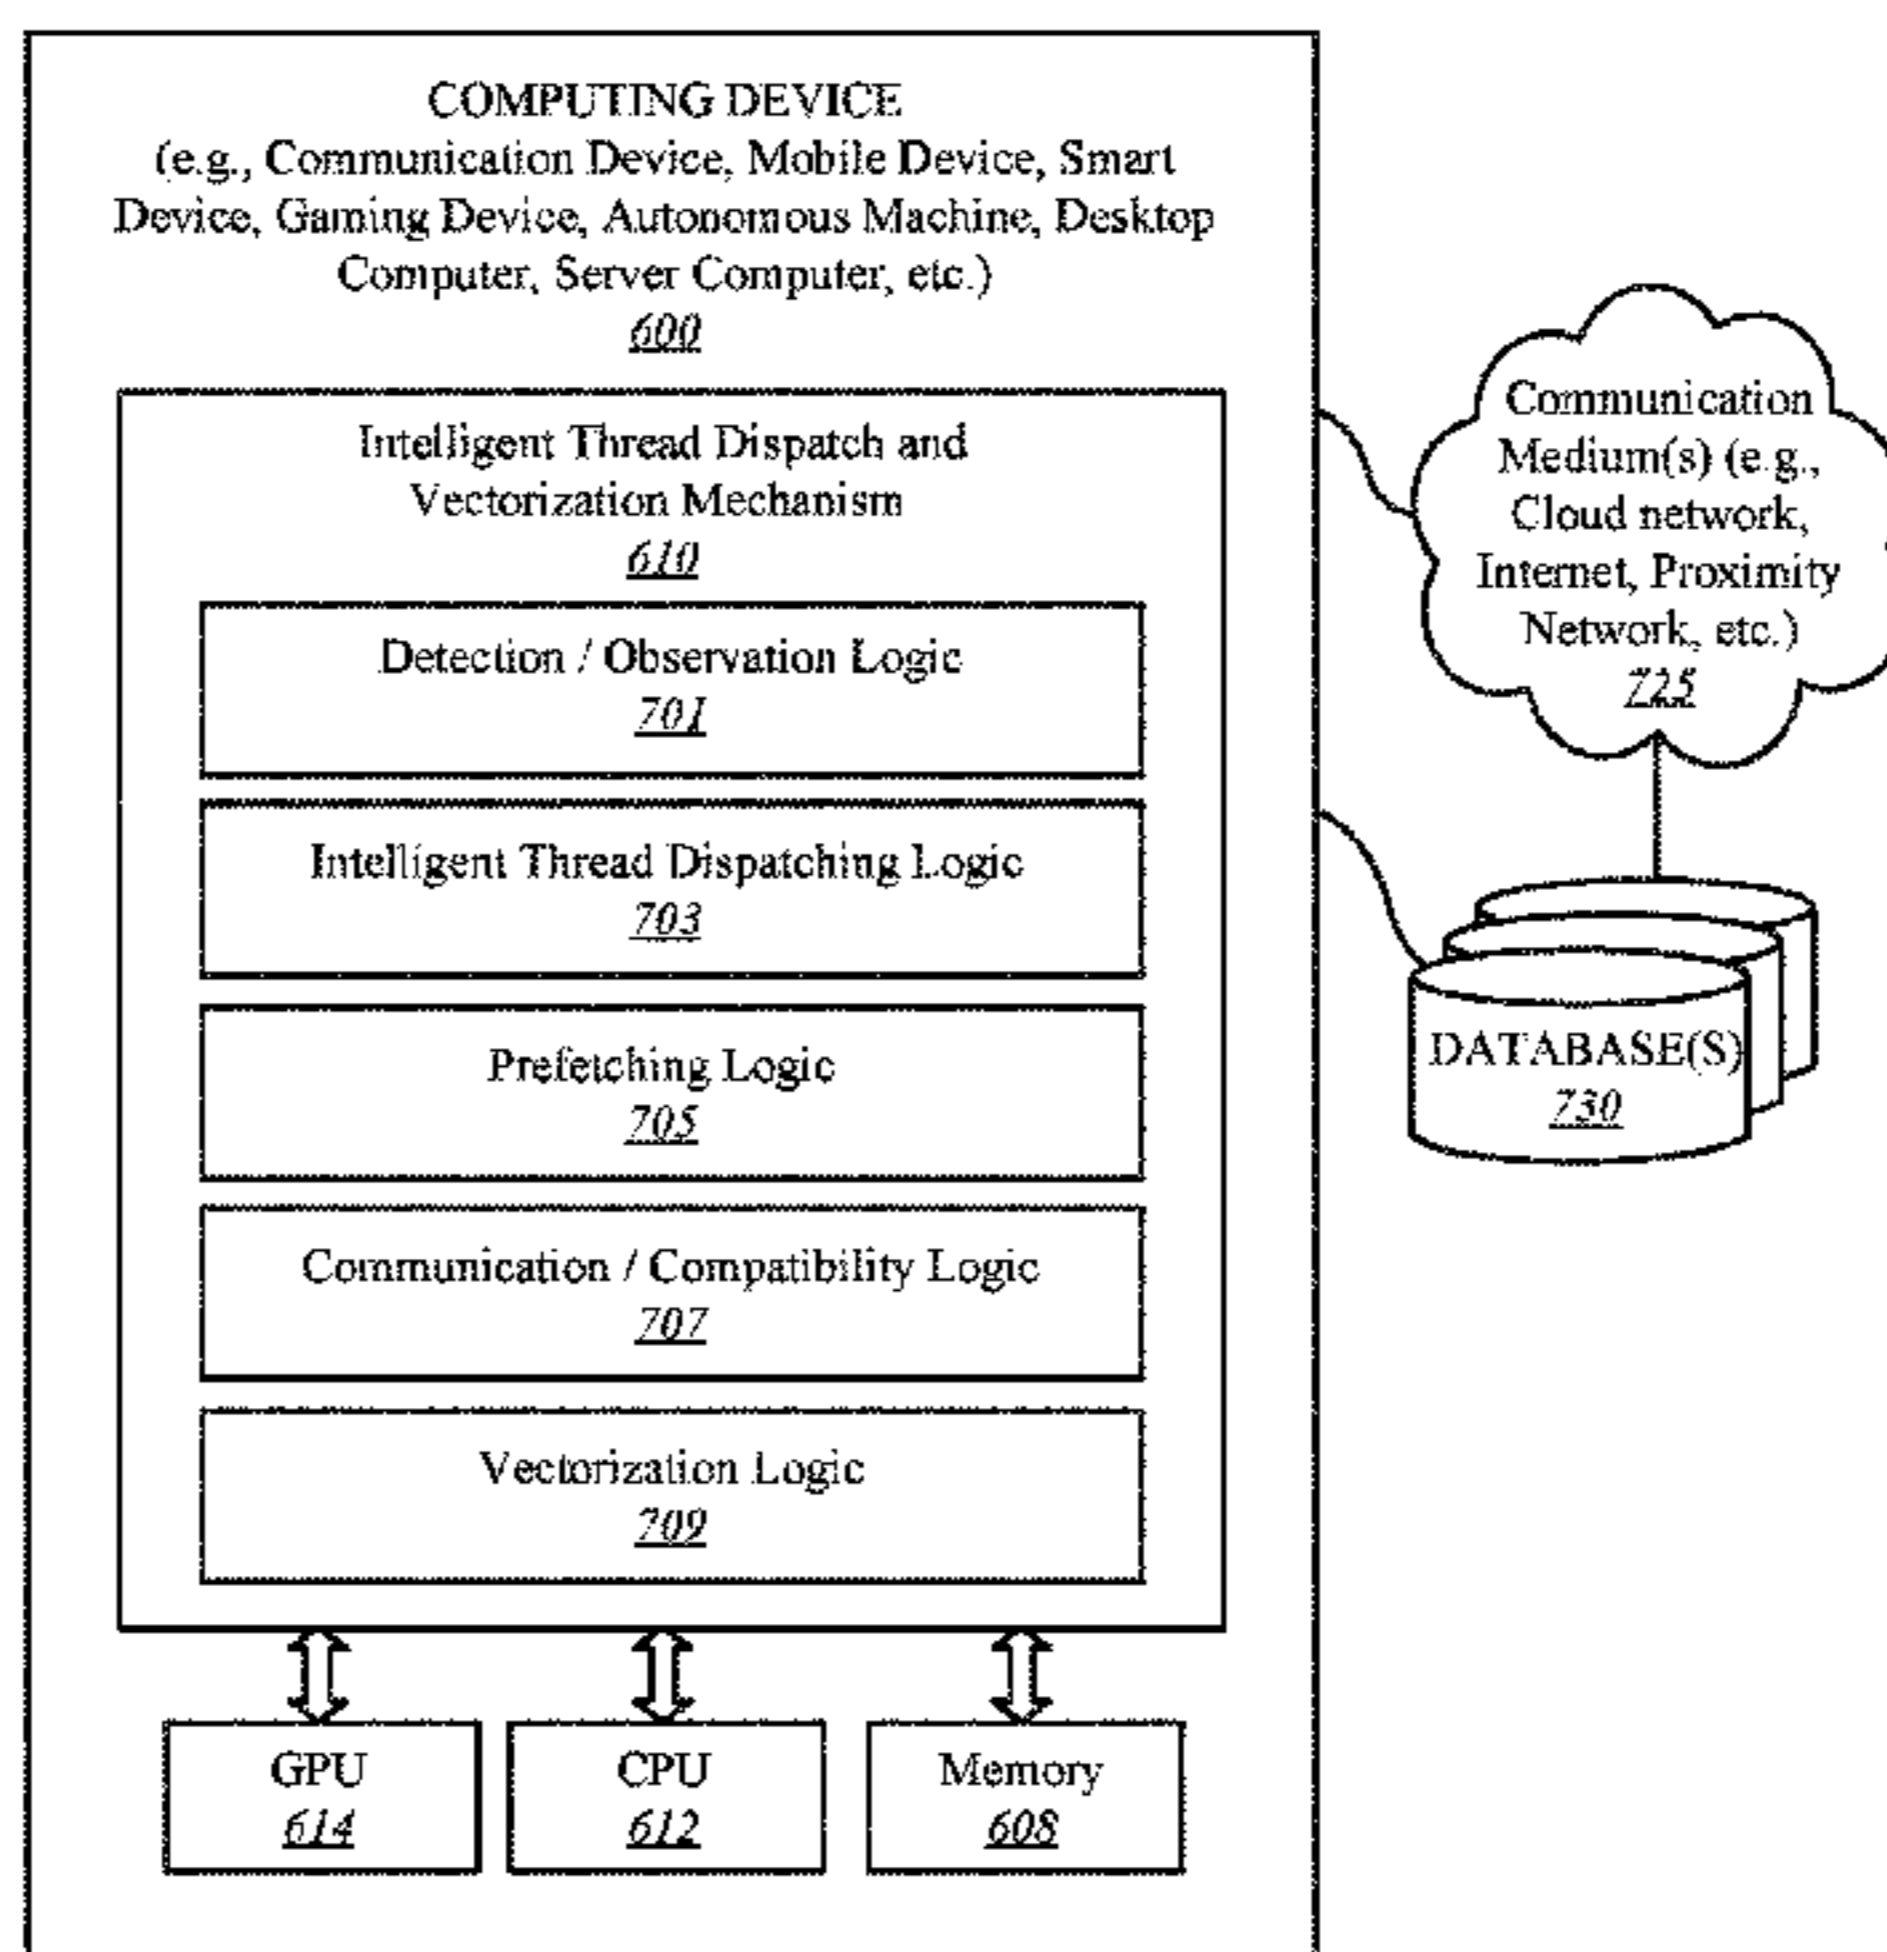 COMPUTING DEVICE
(e.g., Communication Device, Mobile Device, Smart
Device, Gaming Device, Autonomous Machine, Desktop
Computer, Server Computer, etc.)
600
Intelligent Thread Dispatch and
Vectorization Mechanism
610
Detection / Observation Logic
701
Intelligent Thread Dispatching Logic
703
Prefetching Logic
705
Communication / Compatibility Logic
707
Vectorization Logic
709
GPU
614
CPU
612
Memory
608
Communication
Medium(s) (e.g.,
Cloud network,
Internet, Proximity
Network, etc.)
725
DATABASE(S)
730